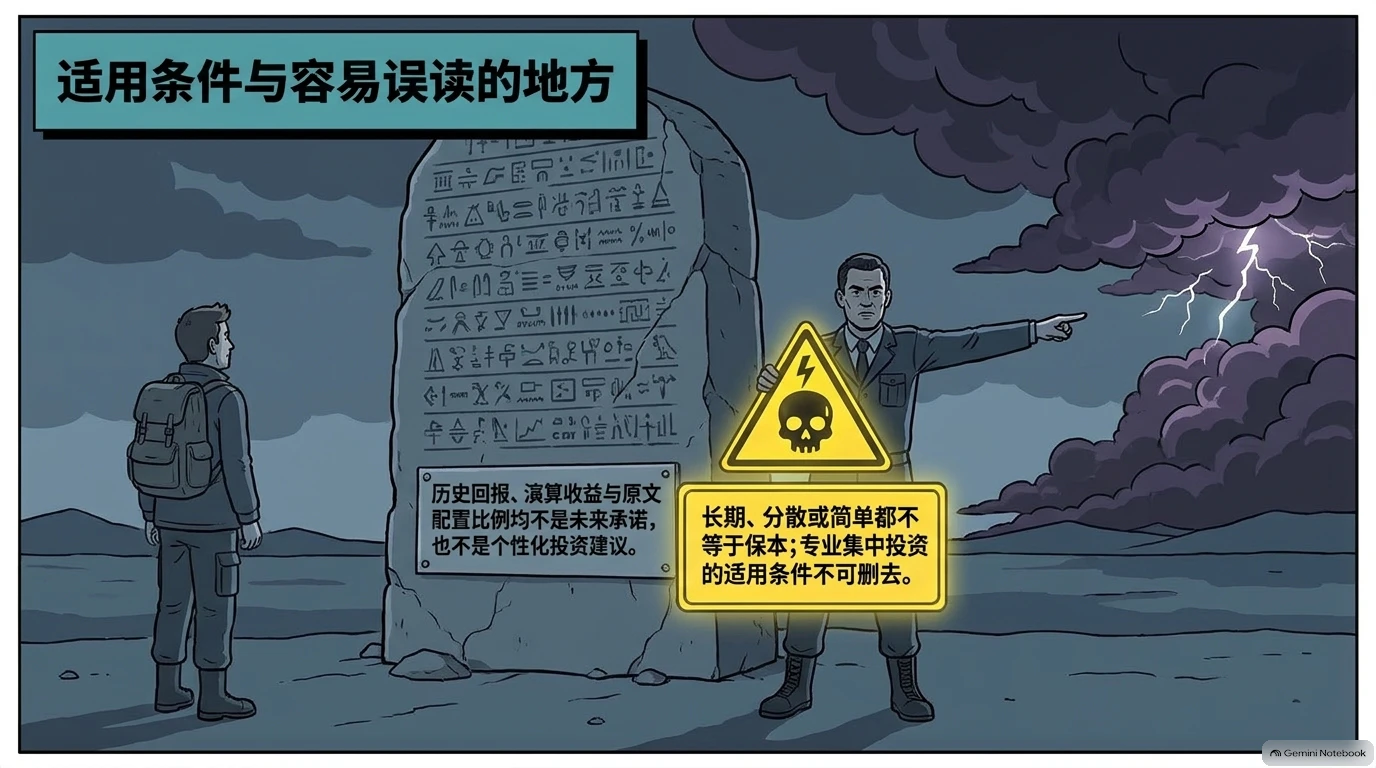 适用条件与容易误读的地方
历史回报、演算收益与原文
配置比例均不是未来承诺，
也不是个性化投资建议。
长期、分散或简单都不
等于保本；专业集中投资
的适用条件不可删去。
Gemini Notebook